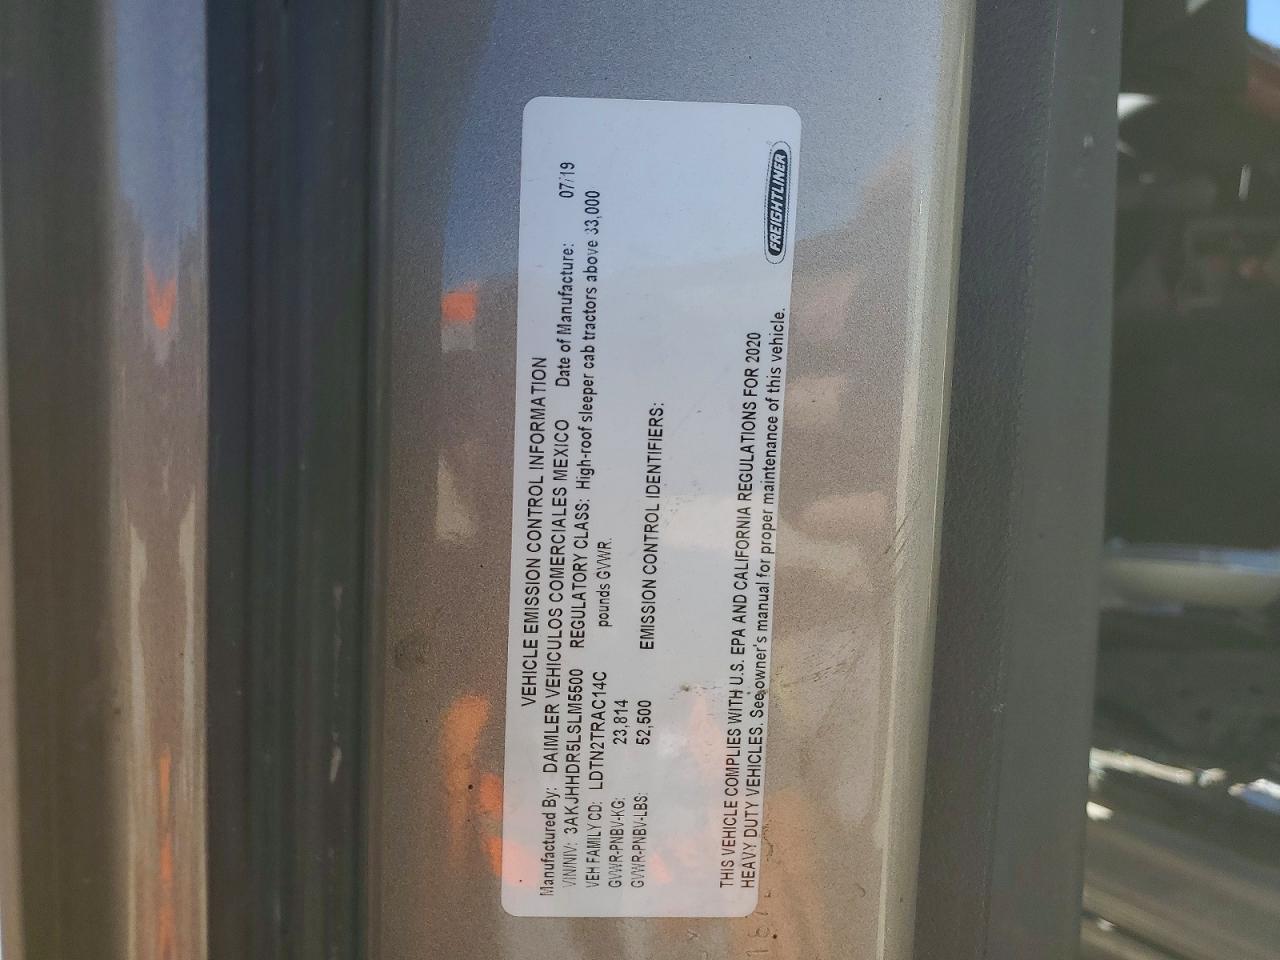 VEHICLE EMISSION CONTROL INFORMATION
Manufactured By: DAIMLER VEHICULOS COMERCIALES MEXICO Date of Manufacture: 07/19
VIN/NIV: 3AKJHHDR5LSLM5500 REGULATORY CLASS: High-roof sleeper cab tractors above 33,000
VEH FAMILY CD: LDTN2TRAC14C pounds GVWR.
GVWR-PNBV-KG: 23,814
GVWR-PNBV-LBS: 52,500 EMISSION CONTROL IDENTIFIERS:
THIS VEHICLE COMPLIES WITH U.S. EPA AND CALIFORNIA REGULATIONS FOR 2020
HEAVY DUTY VEHICLES. See owner's manual for proper maintenance of this vehicle.
FREIGHTLINER